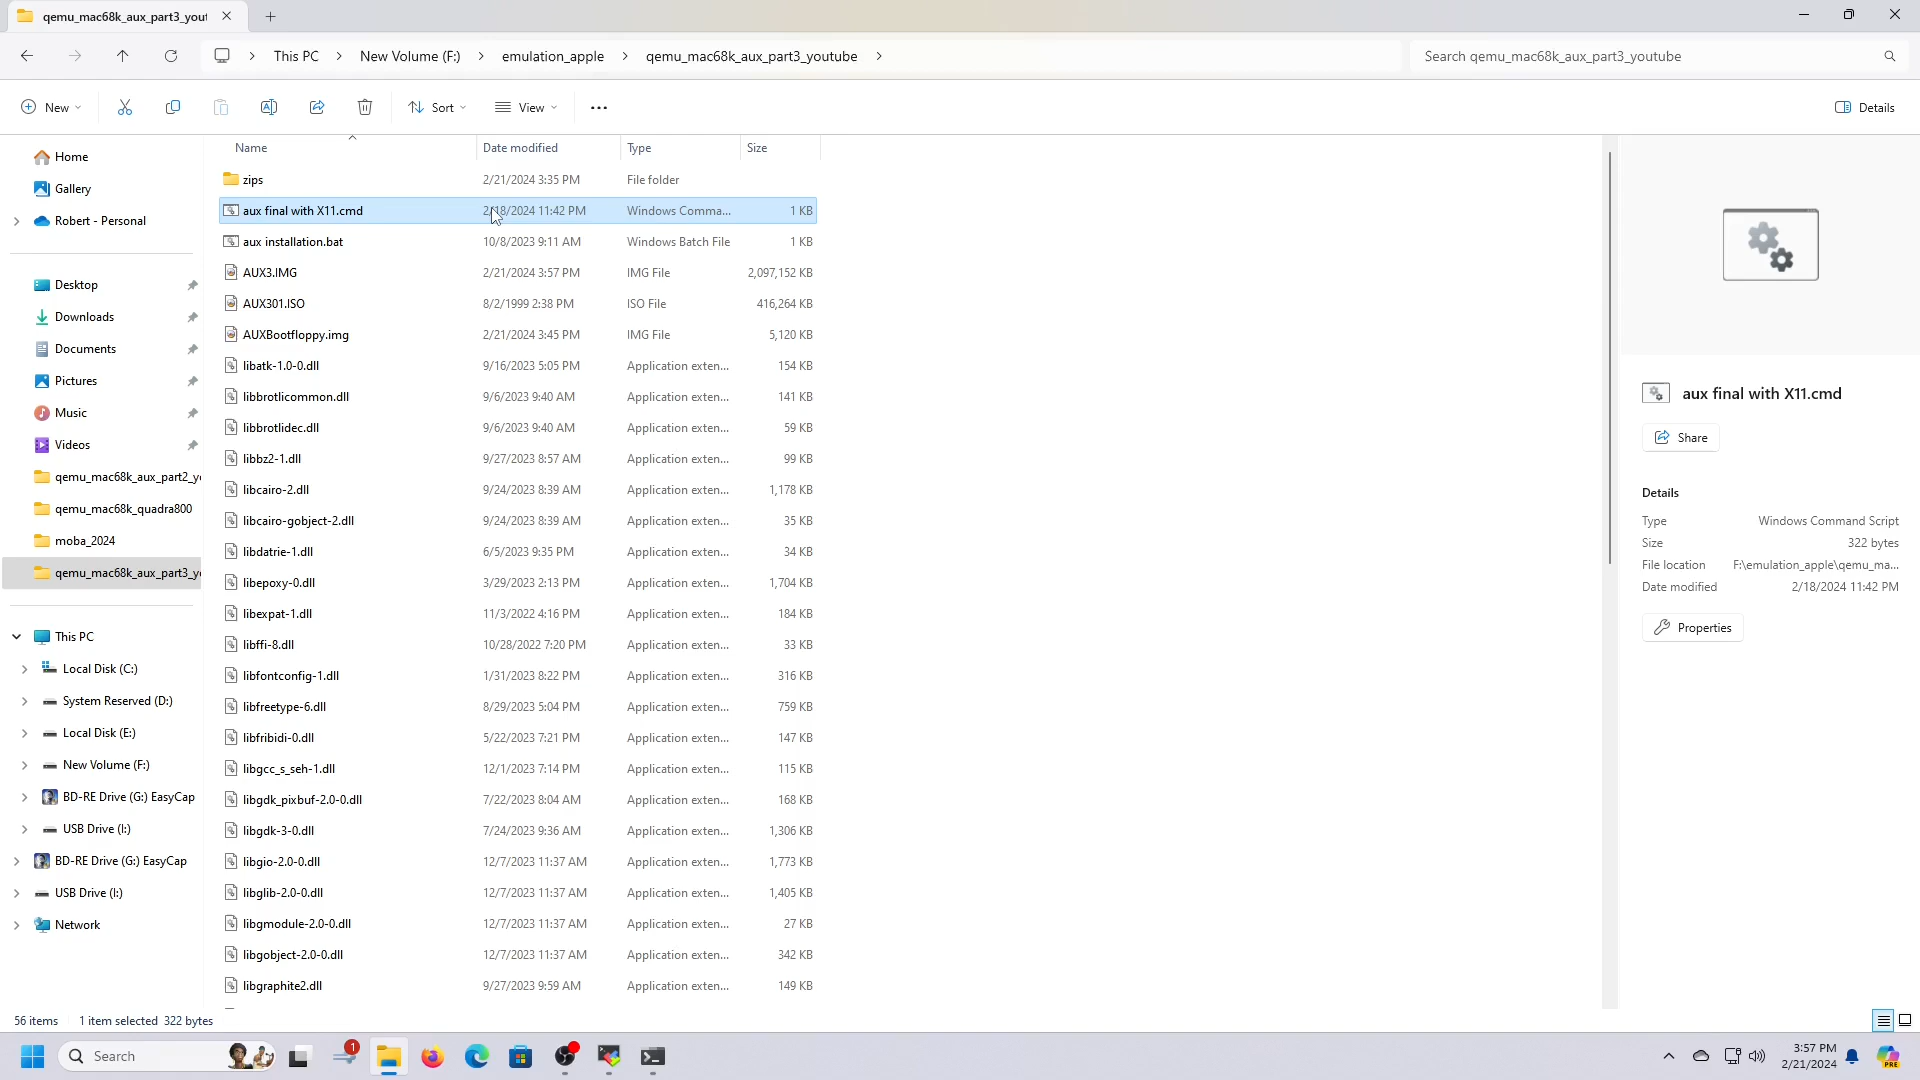 qemu_mac68k_aux_part3_yout
This PC
New Volume (F:)
emulation_apple
qemu_mac68k_aux_part3_youtube
Search qemu_mac68k_aux_part3_youtube
New
Sort
View
Details
Home
Gallery
Robert - Personal
Desktop
Downloads
Documents
Pictures
Music
Videos
qemu_mac68k_aux_part2_y
qemu_mac68k_quadra800
moba_2024
qemu_mac68k_aux_part3_y
This PC
Local Disk (C:)
System Reserved (D:)
Local Disk (E:)
New Volume (F:)
BD-RE Drive (G:) EasyCap
USB Drive (I:)
BD-RE Drive (G:) EasyCap
USB Drive (I:)
Network
Name Date modified Type Size
zips 2/21/2024 3:35 PM File folder
aux final with X11.cmd 2/18/2024 11:42 PM Windows Comma... 1 KB
aux installation.bat 10/8/2023 9:11 AM Windows Batch File 1 KB
AUX3.IMG 2/21/2024 3:57 PM IMG File 2,097,152 KB
AUX301.ISO 8/2/1999 2:38 PM ISO File 416,264 KB
AUXBootfloppy.img 2/21/2024 3:45 PM IMG File 5,120 KB
libatk-1.0-0.dll 9/16/2023 5:05 PM Application exten... 154 KB
libbrotlicommon.dll 9/6/2023 9:40 AM Application exten... 141 KB
libbrotlidec.dll 9/6/2023 9:40 AM Application exten... 59 KB
libbz2-1.dll 9/27/2023 8:57 AM Application exten... 99 KB
libcairo-2.dll 9/24/2023 8:39 AM Application exten... 1,178 KB
libcairo-gobject-2.dll 9/24/2023 8:39 AM Application exten... 35 KB
libdatrie-1.dll 6/5/2023 9:35 PM Application exten... 34 KB
libepoxy-0.dll 3/29/2023 2:13 PM Application exten... 1,704 KB
libexpat-1.dll 11/3/2022 4:16 PM Application exten... 184 KB
libffi-8.dll 10/28/2022 7:20 PM Application exten... 33 KB
libfontconfig-1.dll 1/31/2023 8:22 PM Application exten... 316 KB
libfreetype-6.dll 8/29/2023 5:04 PM Application exten... 759 KB
libfribidi-0.dll 5/22/2023 7:21 PM Application exten... 147 KB
libgcc_s_seh-1.dll 12/1/2023 7:14 PM Application exten... 115 KB
libgdk_pixbuf-2.0-0.dll 7/22/2023 8:04 AM Application exten... 168 KB
libgdk-3-0.dll 7/24/2023 9:36 AM Application exten... 1,306 KB
libgio-2.0-0.dll 12/7/2023 11:37 AM Application exten... 1,773 KB
libglib-2.0-0.dll 12/7/2023 11:37 AM Application exten... 1,405 KB
libgmodule-2.0-0.dll 12/7/2023 11:37 AM Application exten... 27 KB
libgobject-2.0-0.dll 12/7/2023 11:37 AM Application exten... 342 KB
libgraphite2.dll 9/27/2023 9:59 AM Application exten... 149 KB
aux final with X11.cmd
Share
Details
Type Windows Command Script
Size 322 bytes
File location F:\emulation_apple\qemu_ma...
Date modified 2/18/2024 11:42 PM
Properties
56 items 1 item selected 322 bytes
Search
1
PRE
3:57 PM
2/21/2024